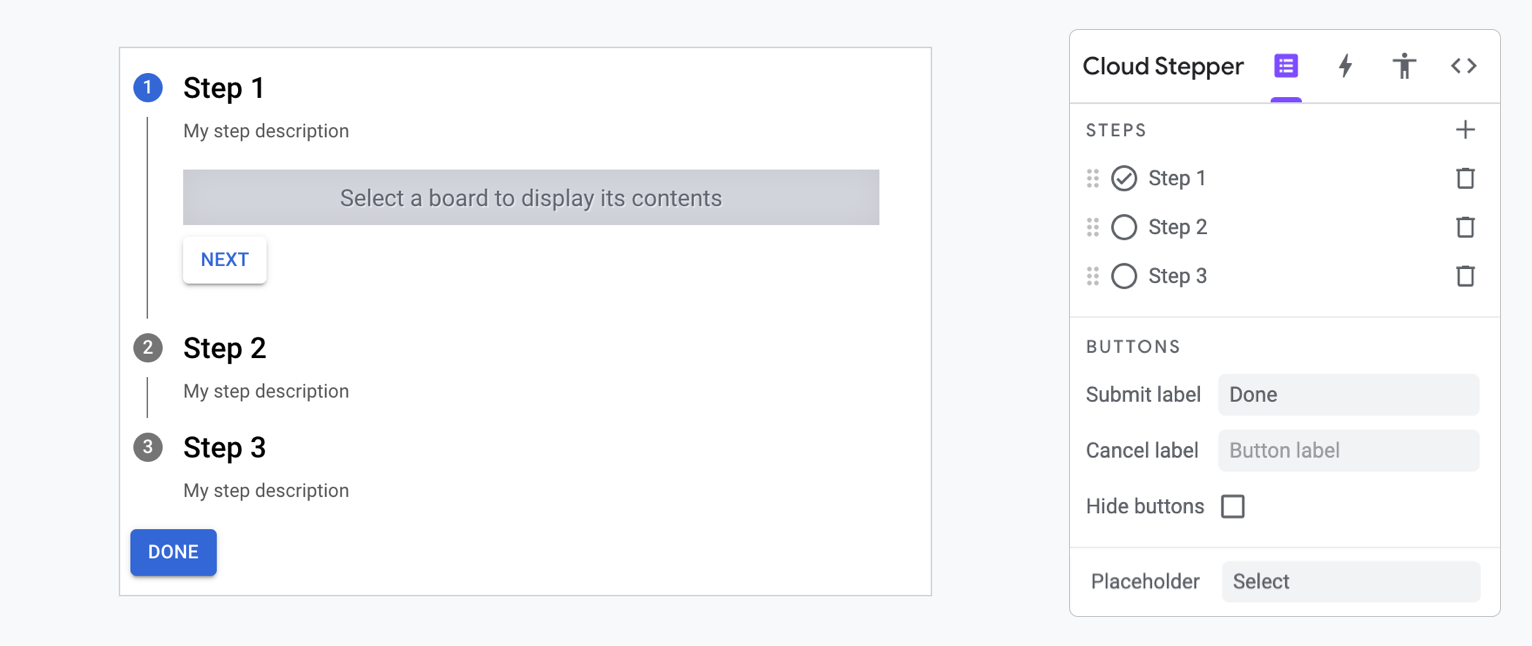 1 Step 1
My step description
Select a board to display its contents
NEXT
2 Step 2
My step description
3 Step 3
My step description
DONE
Cloud Stepper
STEPS
Step 1
Step 2
Step 3
BUTTONS
Submit label Done
Cancel label Button label
Hide buttons
Placeholder Select